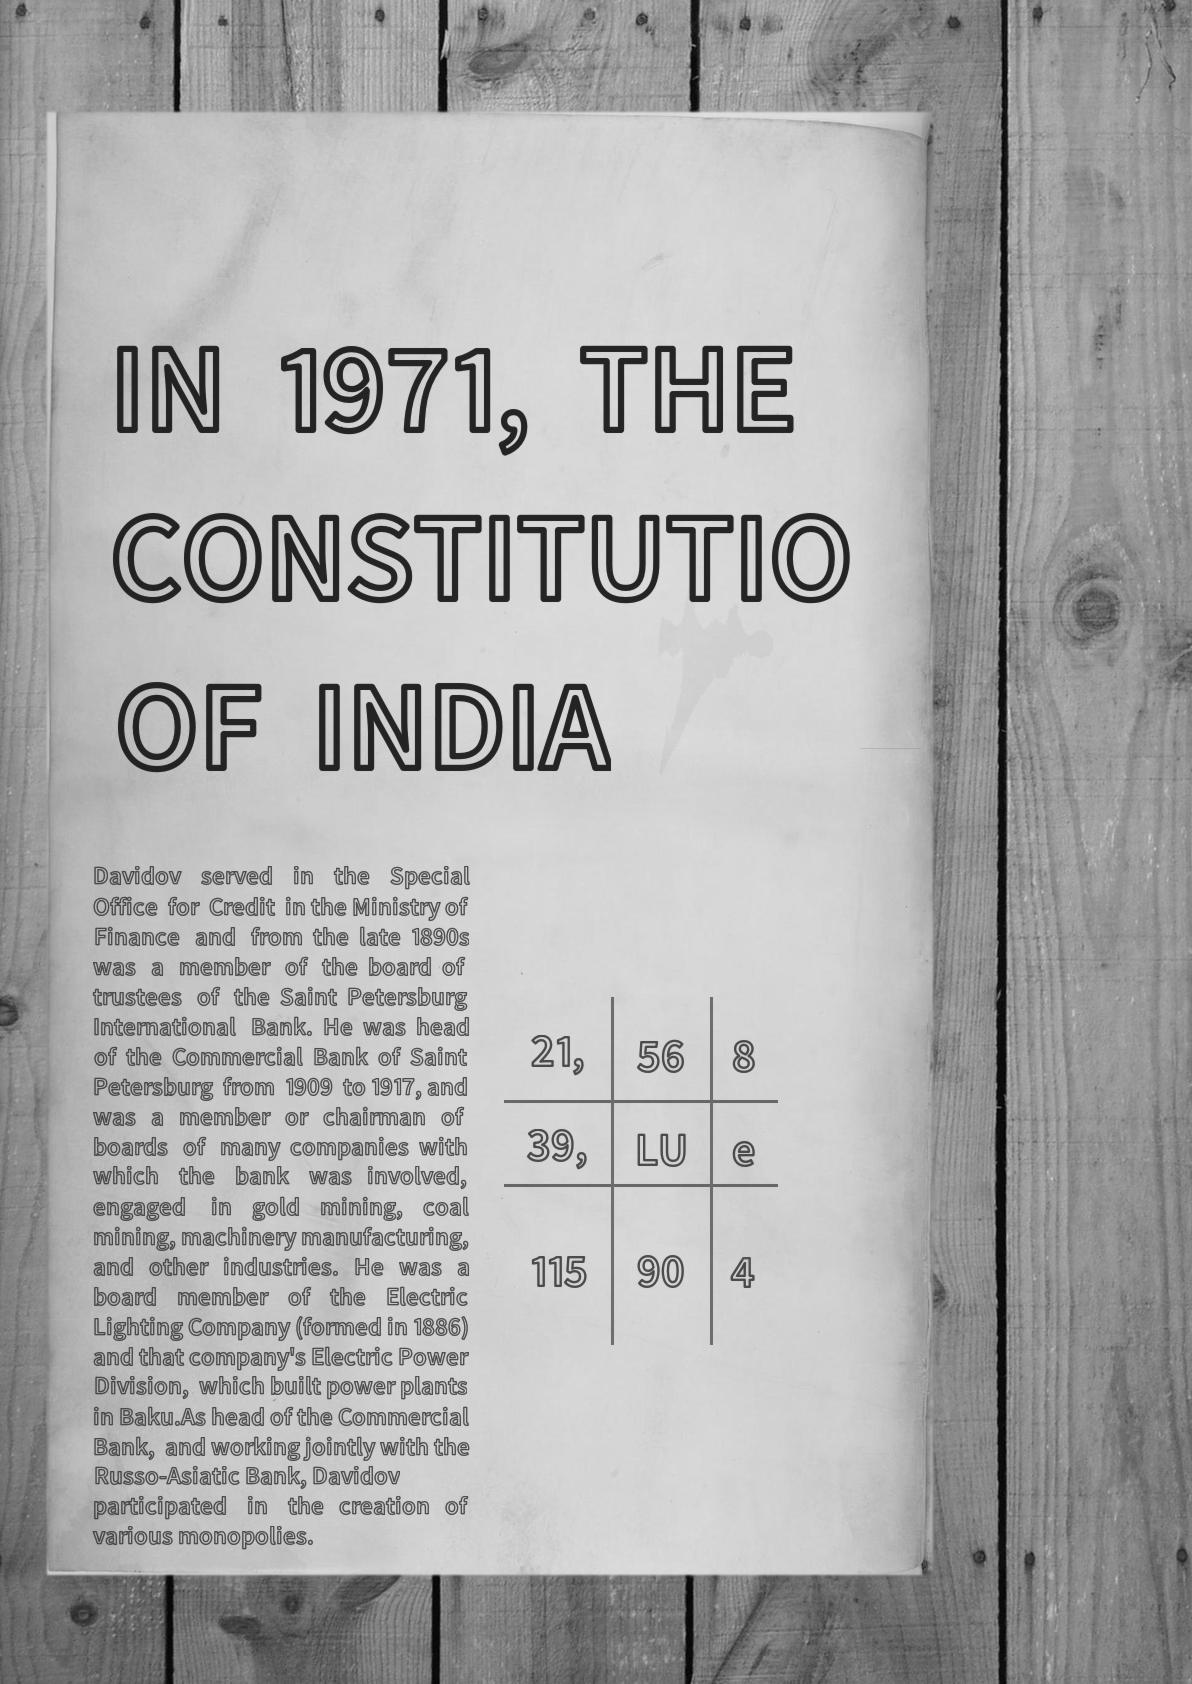 IN 1971, THE
CONSTITUTIO
OF INDIA
Davidov served in the Special
Office for Credit in the Ministry of
Finance and from the late 1890s
was a member of the board of
trustees of the Saint Petersburg
International Bank. He was head
of the Commercial Bank of Saint
Petersburg from 1909 to 1917, and
was a member or chairman of
boards of many companies with
which the bank was involved,
engaged in gold mining, coal
mining, machinery manufacturing,
and other industries. He was a
board member of the Electric
Lighting Company (formed in 1886)
and that company's Electric Power
Division, which built power plants
in Baku.As head of the Commercial
Bank, and working jointly with the
Russo-Asiatic Bank, Davidov
participated in the creation of
various monopolies.
21, 56 8
39, LU e
115 90 4